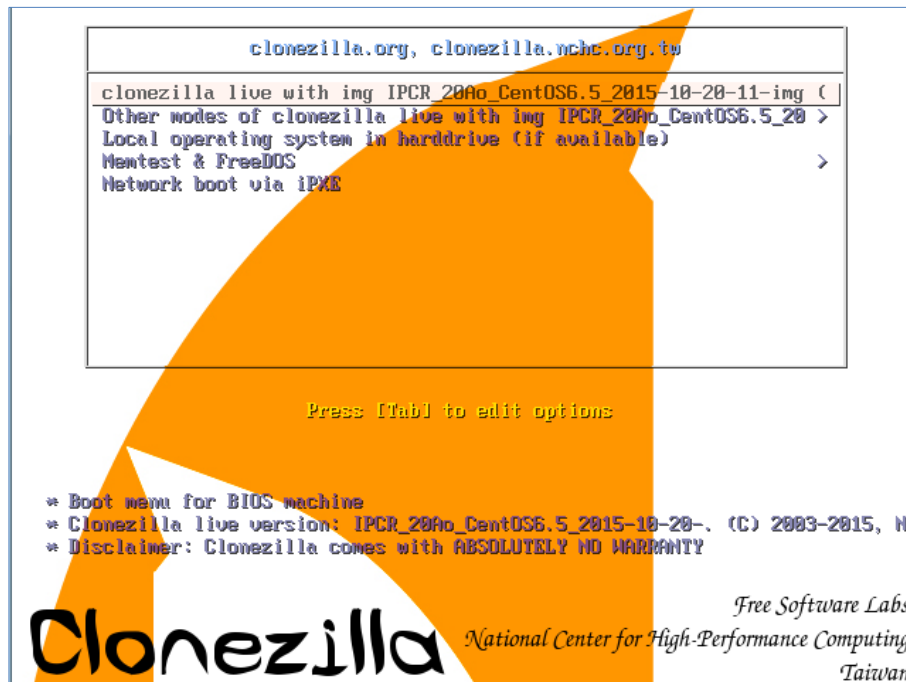 clonezilla.org, clonezilla.nchc.org.tw
clonezilla live with img IPCR_20Ao_CentOS6.5_2015-10-20-11-img (
Other modes of clonezilla live with img IPCR_20Ao_CentOS6.5_20 >
Local operating system in harddrive (if available)
Memtest & FreeDOS >
Network boot via iPXE
Press [Tab] to edit options
* Boot menu for BIOS machine
* Clonezilla live version: IPCR_20Ao_CentOS6.5_2015-10-20-. (C) 2003-2015, N
* Disclaimer: Clonezilla comes with ABSOLUTELY NO WARRANTY
Free Software Labs
Clonezilla National Center for High-Performance Computing
Taiwan